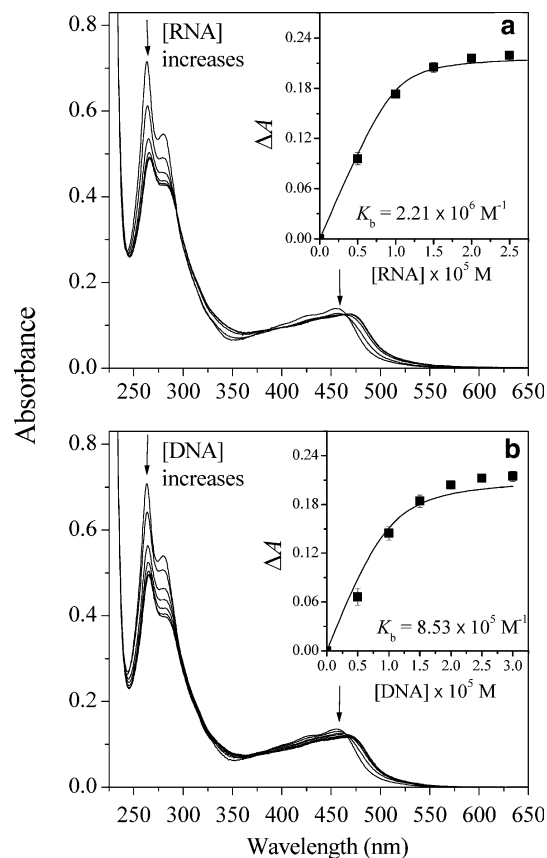 a
[RNA]
increases
0.8
0.6
0.4
0.2
0.0
0.24
0.18
0.12
0.06
0.00
ΔA
K_b = 2.21 x 10^6 M^-1
0.0 0.5 1.0 1.5 2.0 2.5
[RNA] x 10^5 M
250 300 350 400 450 500 550 600 650
Absorbance
b
[DNA]
increases
0.8
0.6
0.4
0.2
0.0
0.24
0.18
0.12
0.06
0.00
ΔA
K_b = 8.53 x 10^5 M^-1
0.0 0.5 1.0 1.5 2.0 2.5 3.0
[DNA] x 10^5 M
250 300 350 400 450 500 550 600 650
Wavelength (nm)